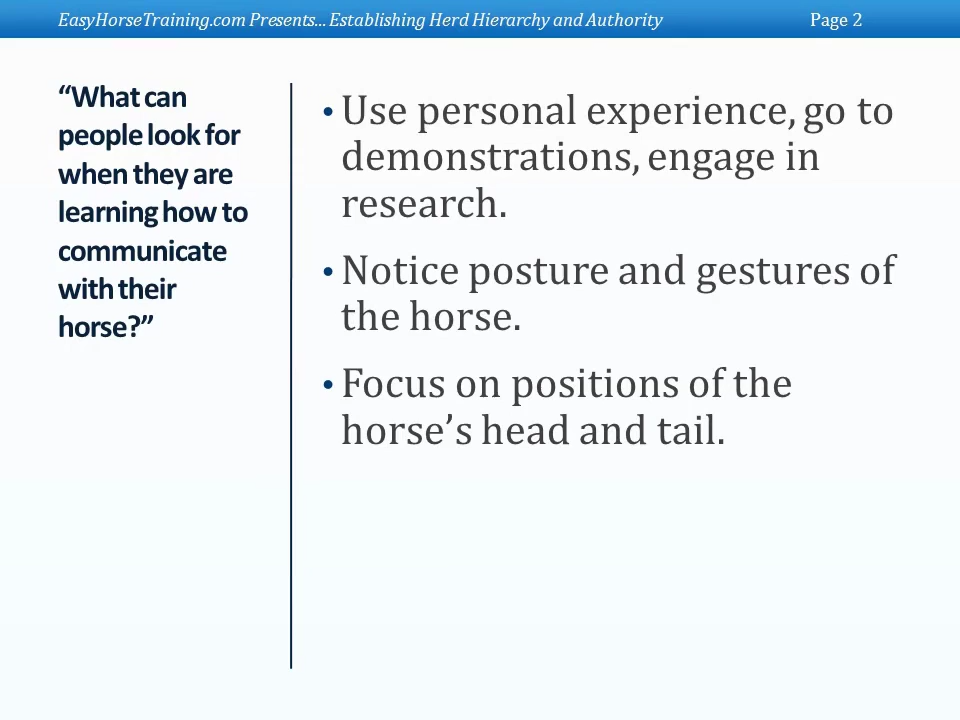 EasyHorseTraining.com Presents... Establishing Herd Hierarchy and Authority
Page 2
“What can
people look for
when they are
learning how to
communicate
with their
horse?”
• Use personal experience, go to
demonstrations, engage in
research.
• Notice posture and gestures of
the horse.
• Focus on positions of the
horse’s head and tail.